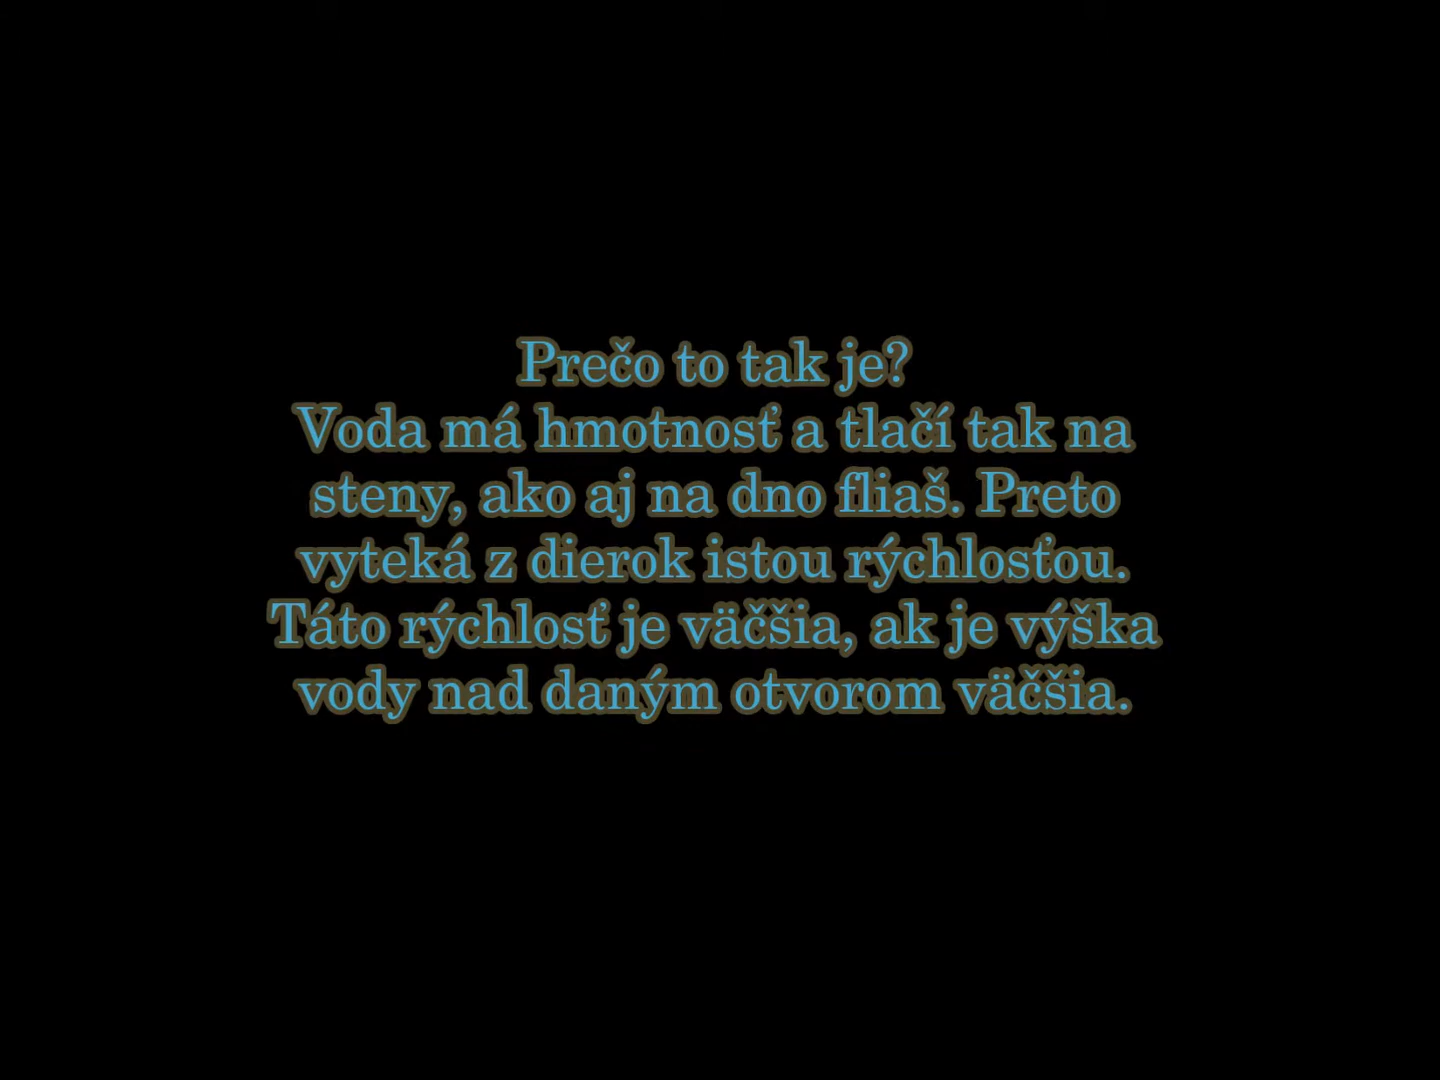 Prečo to tak je?
Voda má hmotnosť a tlačí tak na
steny, ako aj na dno fliaš. Preto
vyteká z dierok istou rýchlosťou.
Táto rýchlosť je väčšia, ak je výška
vody nad daným otvorom väčšia.